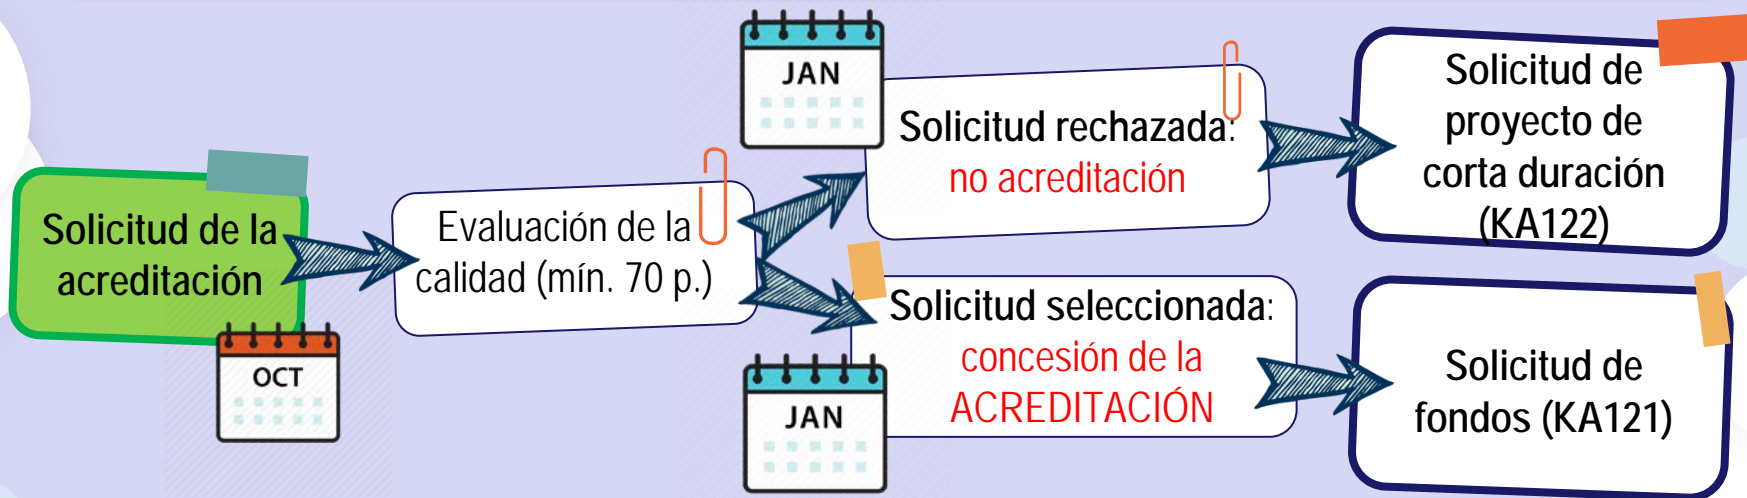 Solicitud de la
acreditación
OCT
Evaluación de la
calidad (mín. 70 p.)
JAN
Solicitud rechazada:
no acreditación
Solicitud de
proyecto de
corta duración
(KA122)
JAN
Solicitud seleccionada:
concesión de la
ACREDITACIÓN
Solicitud de
fondos (KA121)